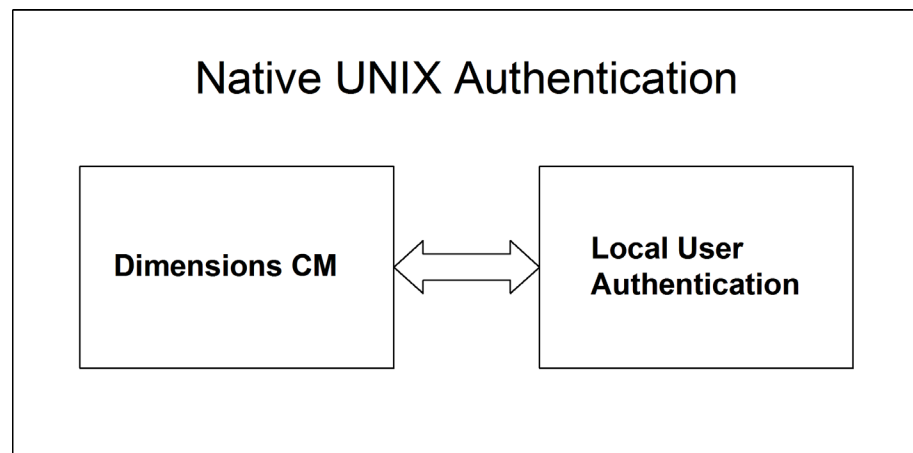 Native UNIX Authentication
Dimensions CM
Local User
Authentication